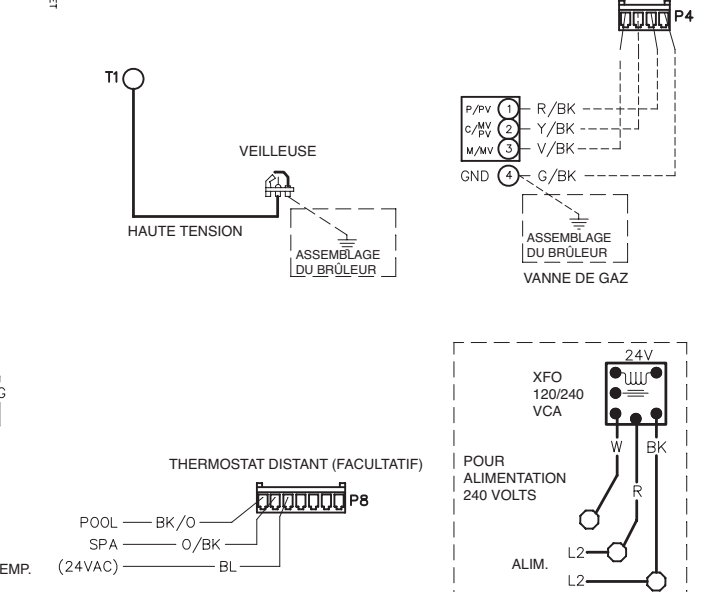 ET
P4
T1
P/PV 1 R/BK
C/MV PV 2 Y/BK
M/MV 3 V/BK
GND 4 G/BK
VEILLEUSE
HAUTE TENSION
ASSEMBLAGE
DU BRÛLEUR
ASSEMBLAGE
DU BRÛLEUR
VANNE DE GAZ
G
24V
XFO
120/240
VCA
W
BK
R
POUR
ALIMENTATION
240 VOLTS
L2
ALIM.
L2
THERMOSTAT DISTANT (FACULTATIF)
P8
POOL BK/O
SPA O/BK
EMP. (24VAC) BL